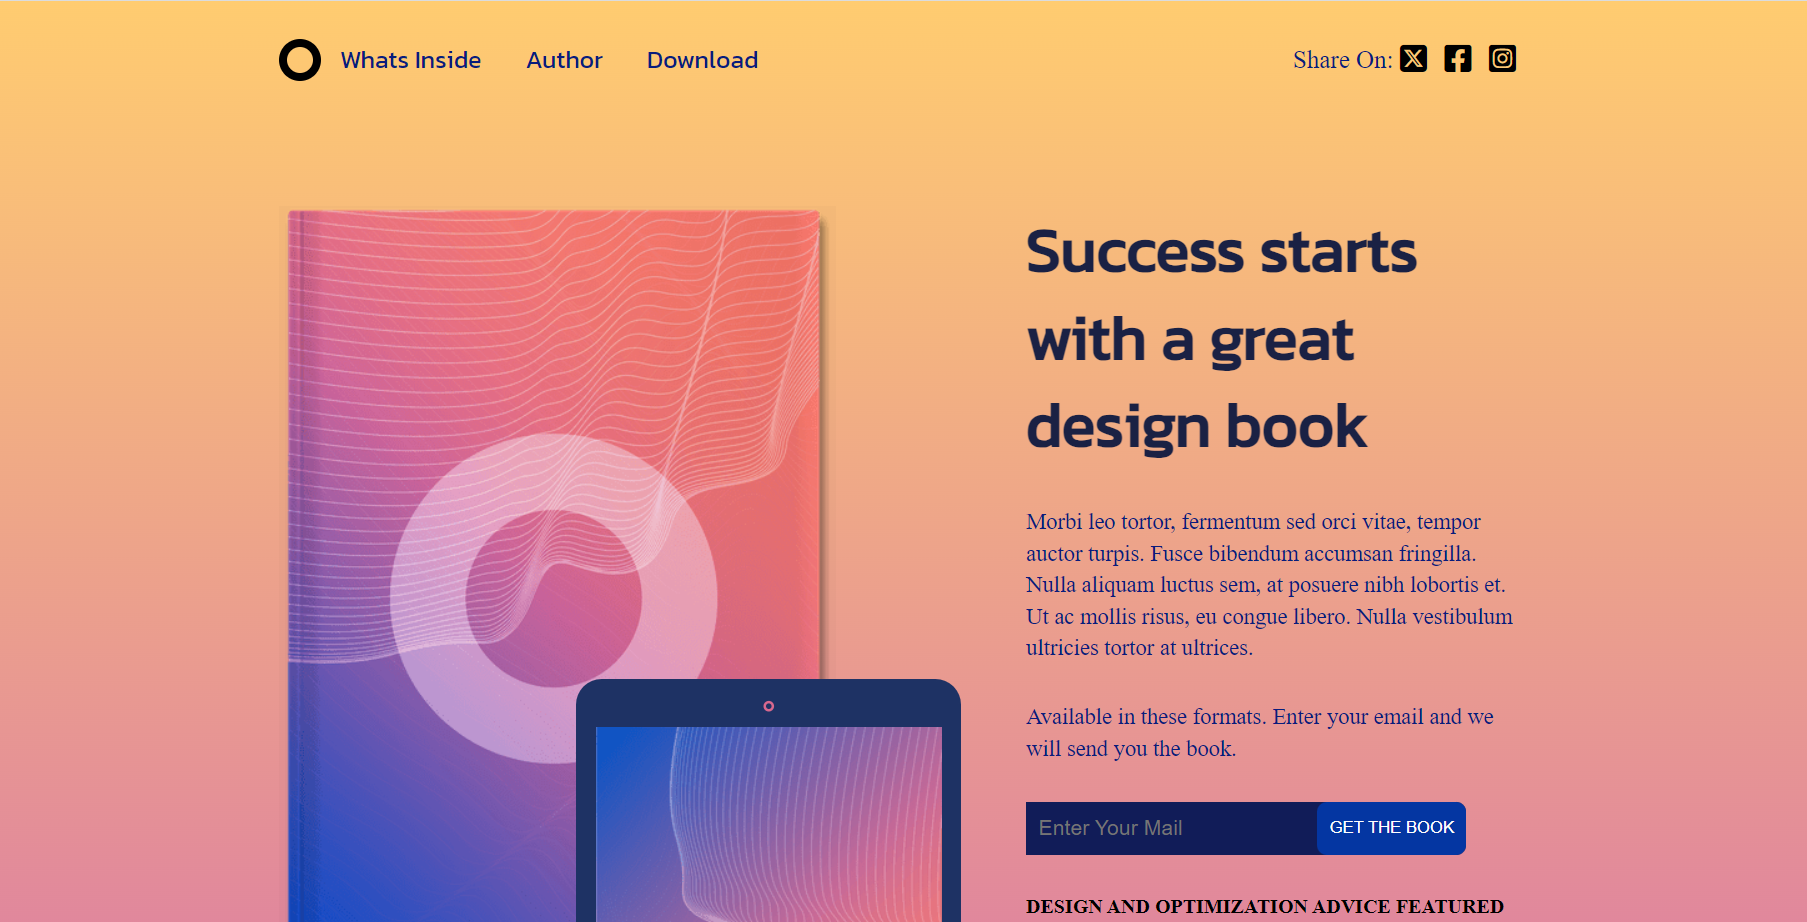 Whats Inside Author Download Share On:
Success starts
with a great
design book
Morbi leo tortor, fermentum sed orci vitae, tempor
auctor turpis. Fusce bibendum accumsan fringilla.
Nulla aliquam luctus sem, at posuere nibh lobortis et.
Ut ac mollis risus, eu congue libero. Nulla vestibulum
ultricies tortor at ultrices.
Available in these formats. Enter your email and we
will send you the book.
Enter Your Mail GET THE BOOK
DESIGN AND OPTIMIZATION ADVICE FEATURED